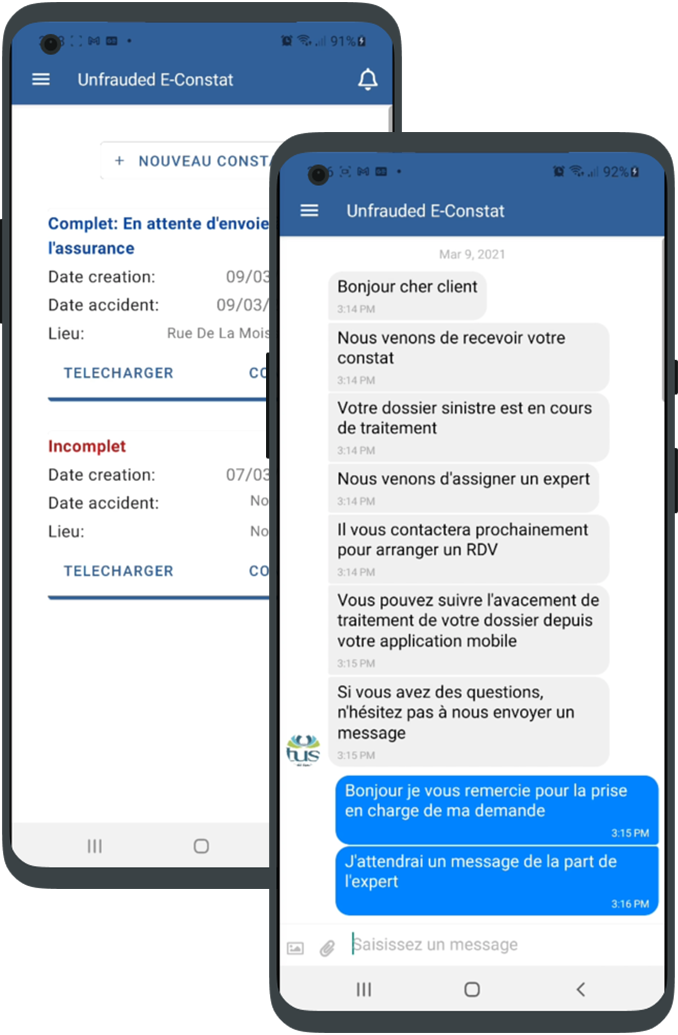 91%
Unfrauded E-Constat
+ NOUVEAU CONSTA
Complet: En attente d'envoie
l'assurance
Date creation: 09/03
Date accident: 09/03/
Lieu: Rue De La Mois
TELECHARGER CO
Incomplet
Date creation: 07/03
Date accident: No
Lieu: No
TELECHARGER CO
92%
Unfrauded E-Constat
Mar 9, 2021
Bonjour cher client
3:14 PM
Nous venons de recevoir votre
constat
3:14 PM
Votre dossier sinistre est en cours
de traitement
3:14 PM
Nous venons d'assigner un expert
3:14 PM
Il vous contactera prochainement
pour arranger un RDV
3:14 PM
Vous pouvez suivre l'avacement de
traitement de votre dossier depuis
votre application mobile
3:15 PM
Si vous avez des questions,
n'hésitez pas à nous envoyer un
message
3:15 PM
tus
Bonjour je vous remercie pour la prise
en charge de ma demande
3:15 PM
J'attendrai un message de la part de
l'expert
3:16 PM
Saisissez un message